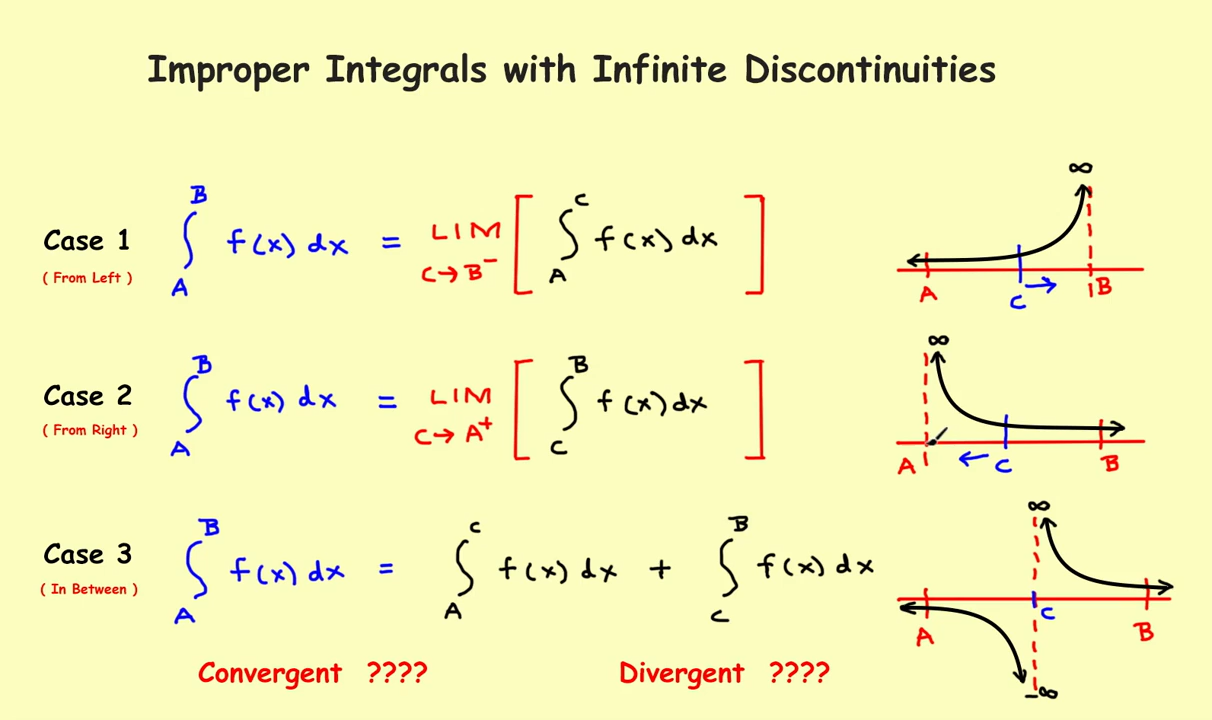 Improper Integrals with Infinite Discontinuities
Case 1
( From Left )
∫_A^B f(x) dx = LIM_{C→B⁻} [ ∫_A^C f(x) dx ]
∞
A C → B
Case 2
( From Right )
∫_A^B f(x) dx = LIM_{C→A⁺} [ ∫_C^B f(x) dx ]
∞
A ← C B
Case 3
( In Between )
∫_A^B f(x) dx = ∫_A^C f(x) dx + ∫_C^B f(x) dx
∞
A C B
-∞
Convergent ???? Divergent ????